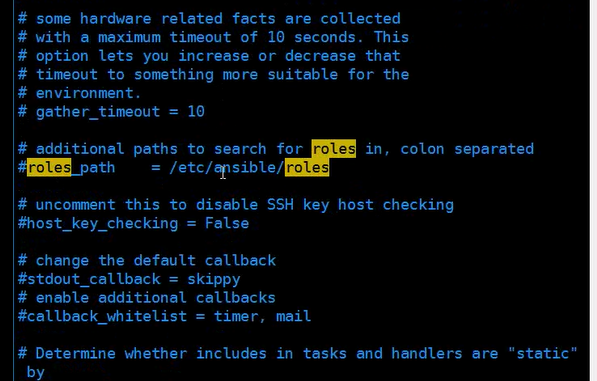 # some hardware related facts are collected
# with a maximum timeout of 10 seconds. This
# option lets you increase or decrease that
# timeout to something more suitable for the
# environment.
# gather_timeout = 10
# additional paths to search for roles in, colon separated
#roles_path    = /etc/ansible/roles
# uncomment this to disable SSH key host checking
#host_key_checking = False
# change the default callback
#stdout_callback = skippy
# enable additional callbacks
#callback_whitelist = timer, mail
# Determine whether includes in tasks and handlers are "static"
by